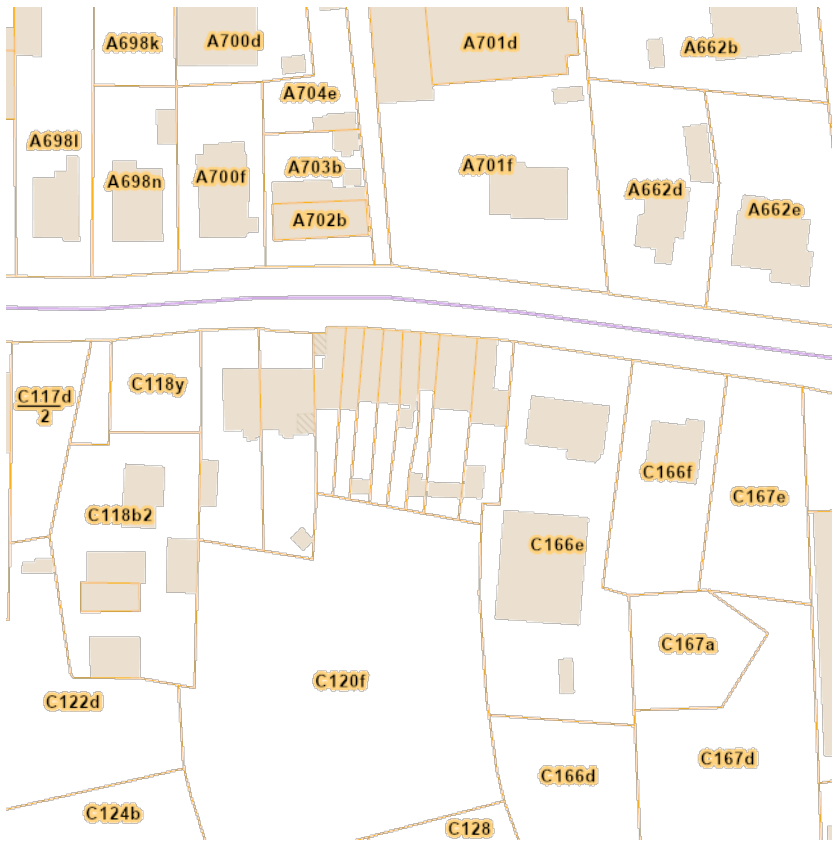 A698k
A700d
A701d
A662b
A704e
A698l
A703b
A701f
A698n
A700f
A662d
A702b
A662e
C118y
C117d
2
C166f
C167e
C118b2
C166e
C167a
C120f
C122d
C167d
C166d
C124b
C128